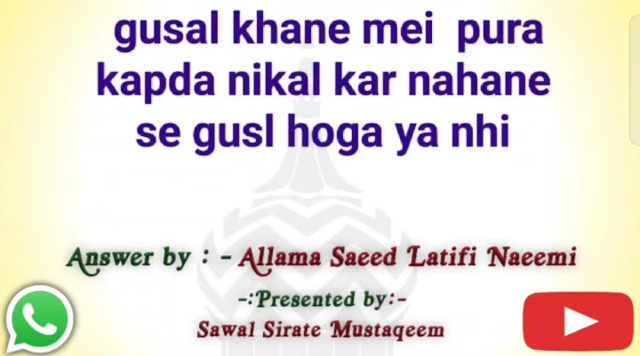 gusal khane mei pura
kapda nikal kar nahane
se gusl hoga ya nhi
Answer by : - Allama Saeed Latifi Naeemi
-:Presented by:-
Sawal Sirate Mustaqeem